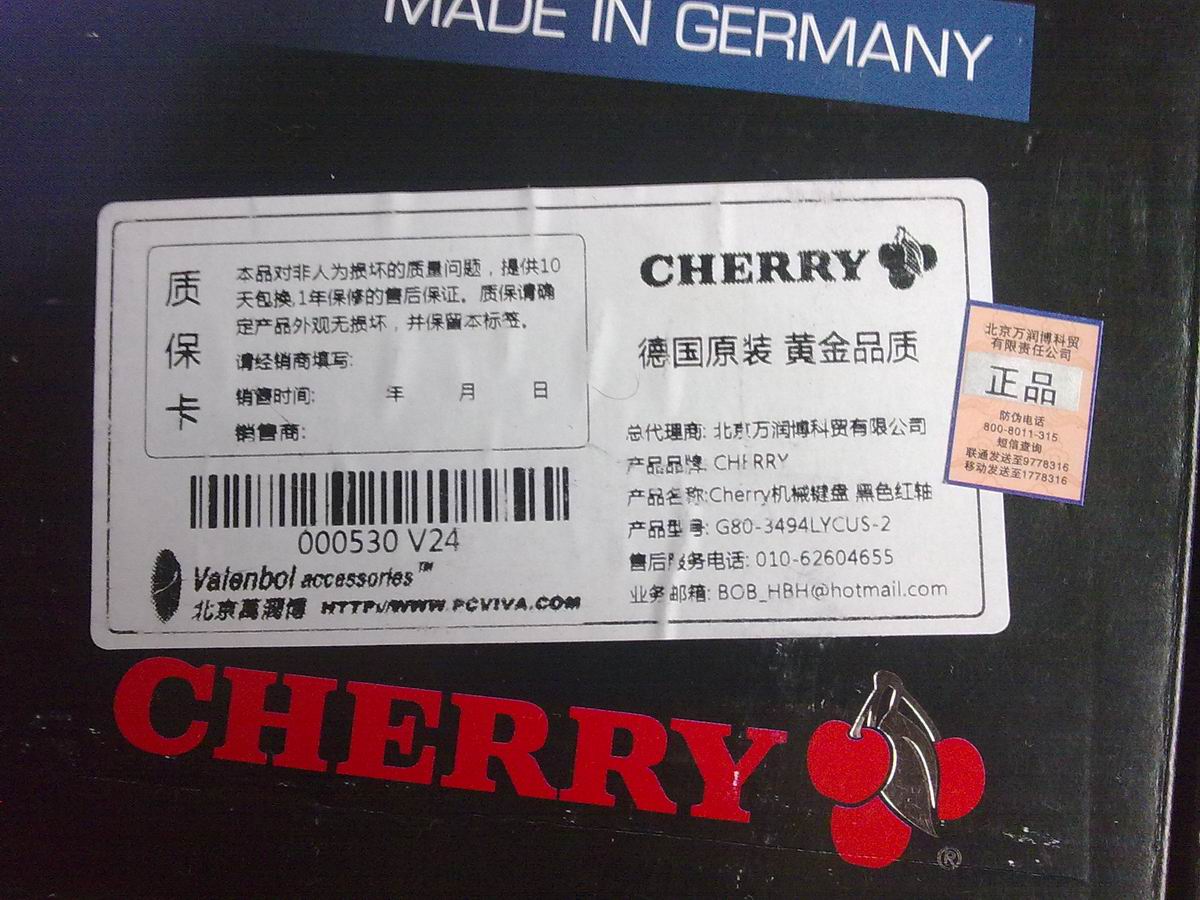 MADE IN GERMANY
质保卡
本品对非人为损坏的质量问题，提供10
天包换,1年保修的售后保证。质保请确
定产品外观无损坏，并保留本标签。
请经销商填写:
销售时间: 年 月 日
销售商:
000530 V24
Valenbol accessories™
北京萬潤博 HTTP://WWW.PCVIVA.COM
CHERRY
德国原装 黄金品质
总代理商: 北京万润博科贸有限公司
产品品牌: CHERRY
产品名称:Cherry机械键盘 黑色红轴
产品型号: G80-3494LYCUS-2
售后服务电话: 010-62604655
业务邮箱: BOB_HBH@hotmail.com
北京万润博科贸
有限责任公司
正品
防伪电话
800-8011-315
短信查询
联通发送至9778316
移动发送至1778316
CHERRY
®